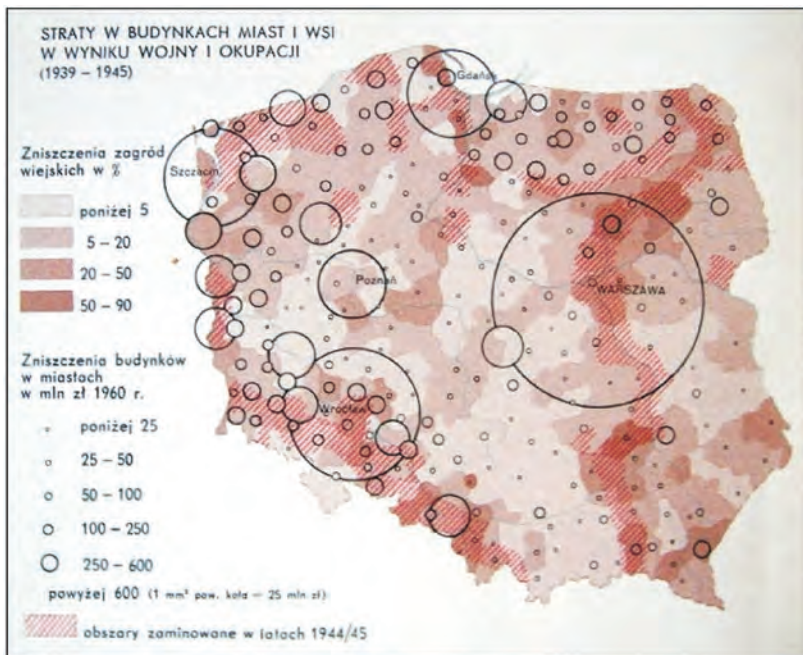 STRATY W BUDYNKACH MIAST I WSI
W WYNIKU WOJNY I OKUPACJI
(1939 – 1945)
Gdańsk
Szczecin
Zniszczenia zagród
wiejskich w %
poniżej 5
5 – 20
20 – 50
50 – 90
Poznań
WARSZAWA
Zniszczenia budynków
w miastach
w mln zł 1960 r.
Wrocław
poniżej 25
25 – 50
50 – 100
100 – 250
250 – 600
powyżej 600 (1 mm² pow. koła – 25 mln zł)
obszary zaminowane w latach 1944/45